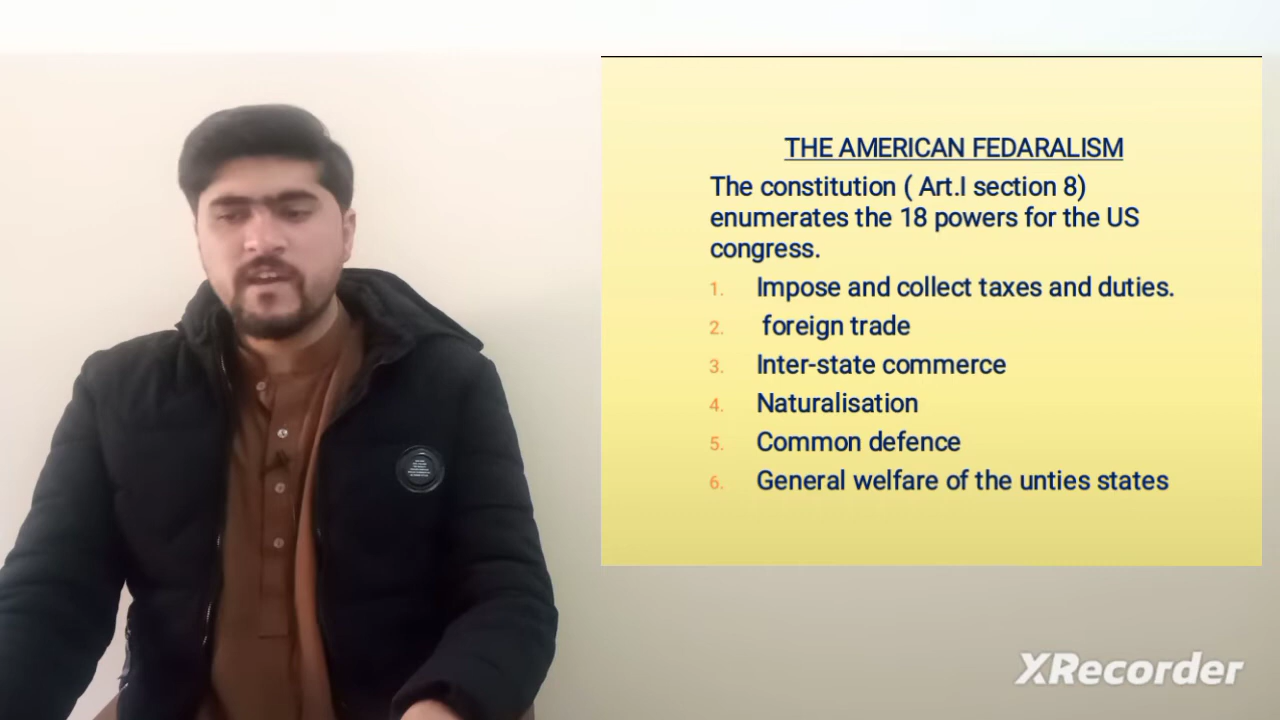 THE AMERICAN FEDARALISM
The constitution ( Art.I section 8)
enumerates the 18 powers for the US
congress.
1. Impose and collect taxes and duties.
2. foreign trade
3. Inter-state commerce
4. Naturalisation
5. Common defence
6. General welfare of the unties states
XRecorder